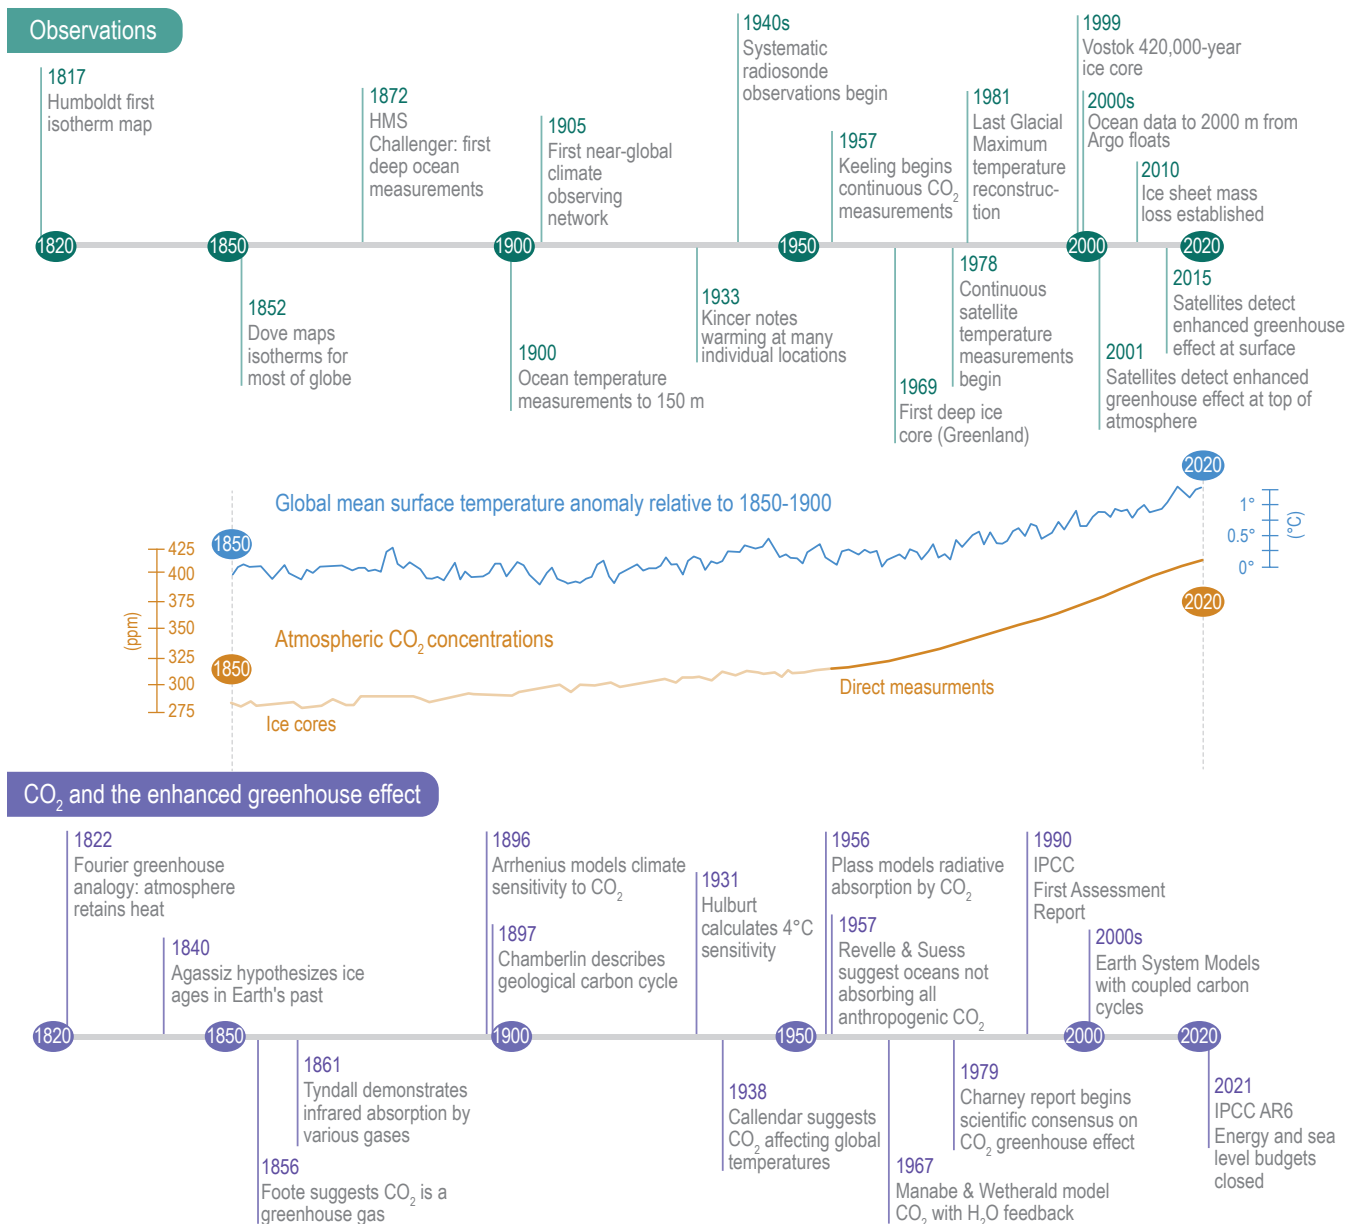 Observations
1817
Humboldt first
isotherm map
1872
HMS
Challenger: first
deep ocean
measurements
1905
First near-global
climate
observing
network
1940s
Systematic
radiosonde
observations begin
1957
Keeling begins
continuous CO2
measurements
1981
Last Glacial
Maximum
temperature
reconstruc-
tion
1999
Vostok 420,000-year
ice core
2000s
Ocean data to 2000 m from
Argo floats
2010
Ice sheet mass
loss established
1820
1850
1900
1950
2000
2020
1852
Dove maps
isotherms for
most of globe
1900
Ocean temperature
measurements to 150 m
1933
Kincer notes
warming at many
individual locations
1969
First deep ice
core (Greenland)
1978
Continuous
satellite
temperature
measurements
begin
2001
Satellites detect enhanced
greenhouse effect at top of
atmosphere
2015
Satellites detect
enhanced greenhouse
effect at surface
Global mean surface temperature anomaly relative to 1850-1900
1850
2020
1°
0.5°
0°
(°C)
425
400
375
350
325
300
275
(ppm)
Atmospheric CO2 concentrations
1850
2020
Ice cores
Direct measurments
CO2 and the enhanced greenhouse effect
1822
Fourier greenhouse
analogy: atmosphere
retains heat
1840
Agassiz hypothesizes ice
ages in Earth's past
1896
Arrhenius models climate
sensitivity to CO2
1897
Chamberlin describes
geological carbon cycle
1931
Hulburt
calculates 4°C
sensitivity
1956
Plass models radiative
absorption by CO2
1957
Revelle & Suess
suggest oceans not
absorbing all
anthropogenic CO2
1990
IPCC
First Assessment
Report
2000s
Earth System Models
with coupled carbon
cycles
1820
1850
1900
1950
2000
2020
1856
Foote suggests CO2 is a
greenhouse gas
1861
Tyndall demonstrates
infrared absorption by
various gases
1938
Callendar suggests
CO2 affecting global
temperatures
1967
Manabe & Wetherald model
CO2 with H2O feedback
1979
Charney report begins
scientific consensus on
CO2 greenhouse effect
2021
IPCC AR6
Energy and sea
level budgets
closed